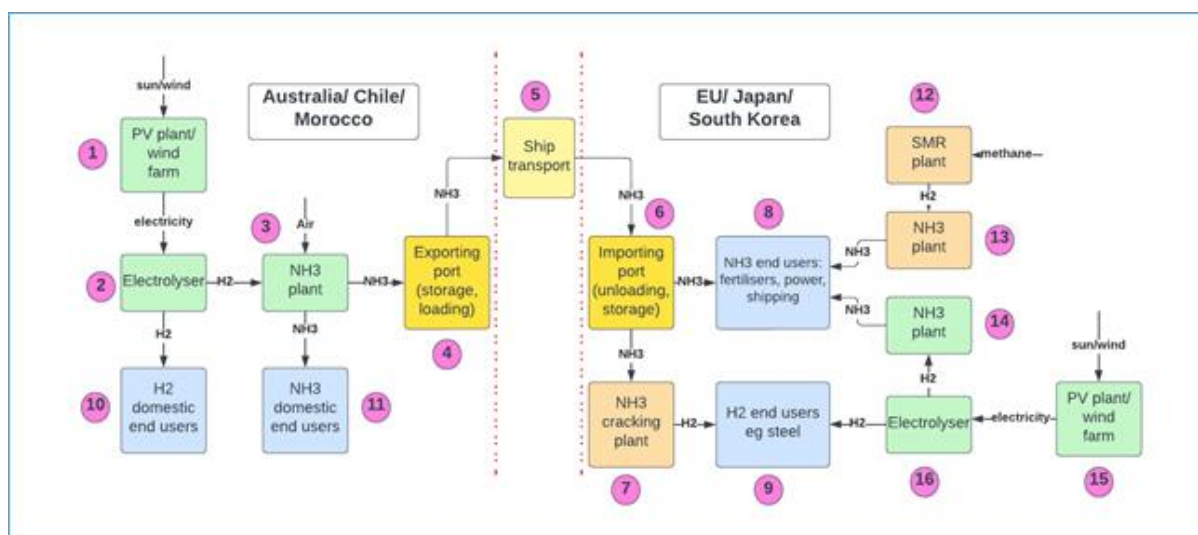 sun/wind
Australia/ Chile/
Morocco
5
EU/ Japan/
South Korea
12
1
PV plant/
wind
farm
Ship
transport
SMR
plant
methane
electricity
3
Air
NH3
NH3
6
8
H2
2
Electrolyser
H2
NH3
plant
NH3
Exporting
port
(storage,
loading)
Importing
port
(unloading,
storage)
NH3
NH3 end users:
fertilisers, power,
shipping
NH3
NH3
plant
13
H2
NH3
4
NH3
NH3
NH3
plant
14
sun/wind
10
H2
domestic
end users
NH3
domestic
end users
11
NH3
cracking
plant
H2
H2 end users
eg steel
H2
H2
Electrolyser
electricity
PV plant/
wind
farm
7
9
16
15